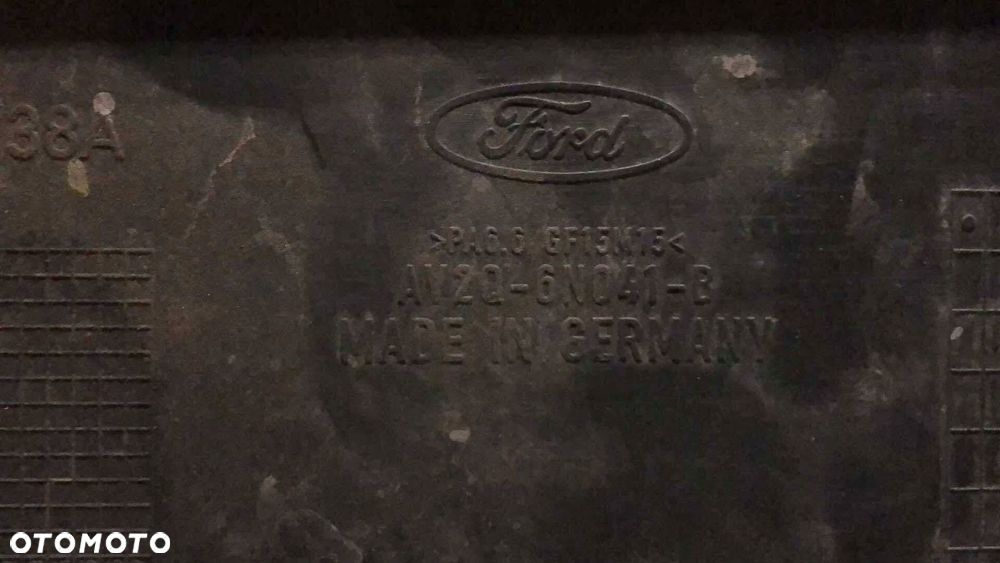 Ford
38A
>PA6.6 GF15M15<
AV2Q-6N041-B
MADE IN GERMANY
OTOMOTO